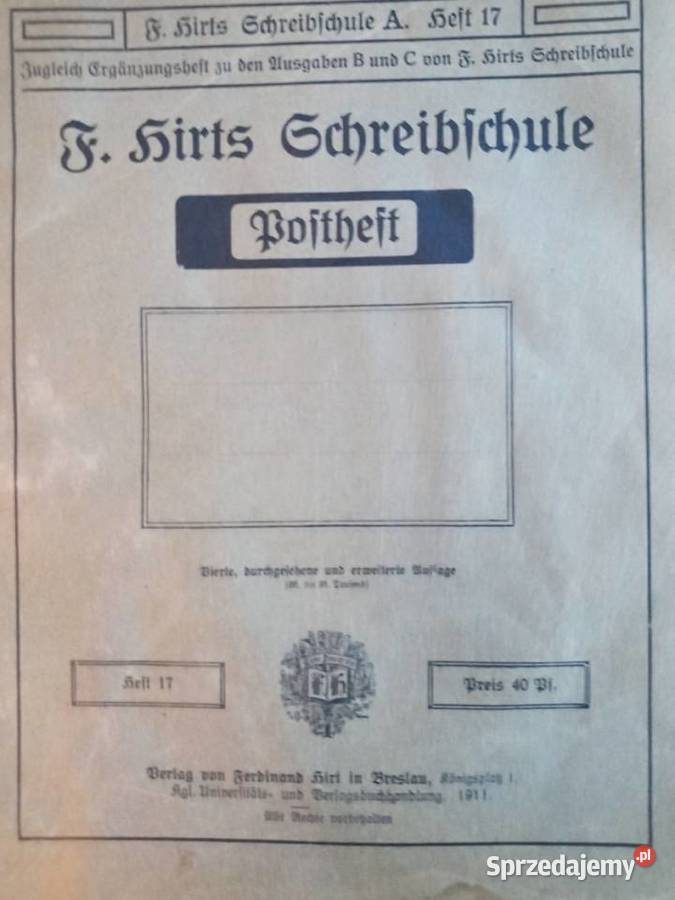 F. Hirts Schreibſchule A. Heft 17
Zugleich Ergänzungsheft zu den Ausgaben B und C von F. Hirts Schreibſchule
F. Hirts Schreibſchule
Poſtheft
Vierte, durchgeſehene und erweiterte Auflage
Heft 17
F H
Preis 40 Pf.
Verlag von Ferdinand Hirt in Breslau, Königsplatz 1.
Kgl. Univerſitäts- und Verlagsbuchhandlung. 1911.
Alle Rechte vorbehalten
Sprzedajemy.pl